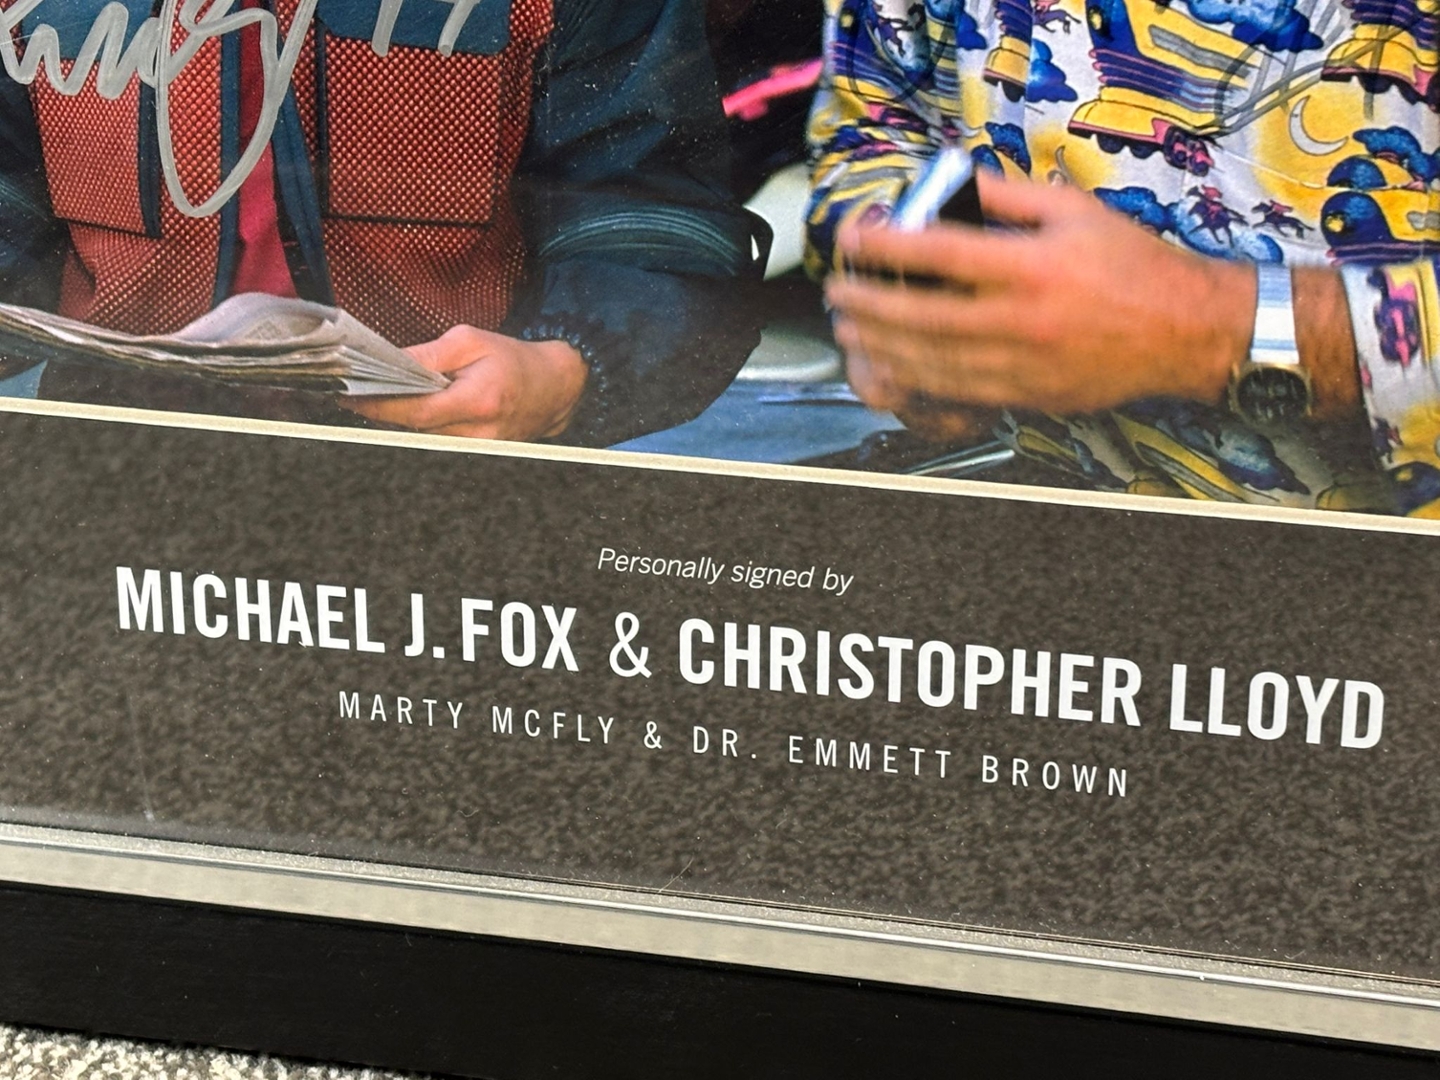 Personally signed by
MICHAEL J. FOX & CHRISTOPHER LLOYD
MARTY MCFLY & DR. EMMETT BROWN